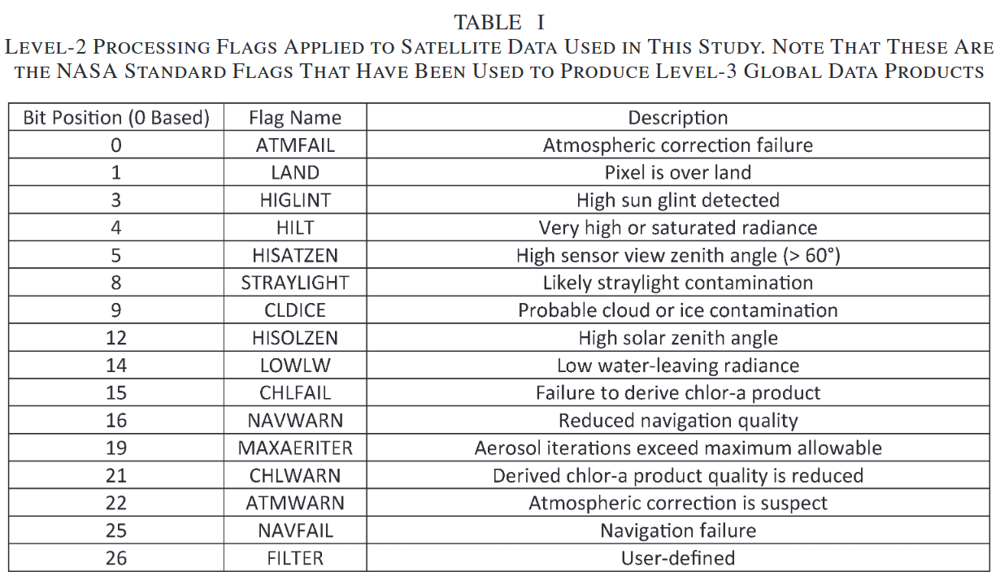 TABLE I
LEVEL-2 PROCESSING FLAGS APPLIED TO SATELLITE DATA USED IN THIS STUDY. NOTE THAT THESE ARE
THE NASA STANDARD FLAGS THAT HAVE BEEN USED TO PRODUCE LEVEL-3 GLOBAL DATA PRODUCTS
Bit Position (0 Based) Flag Name Description
0 ATMFAIL Atmospheric correction failure
1 LAND Pixel is over land
3 HIGLINT High sun glint detected
4 HILT Very high or saturated radiance
5 HISATZEN High sensor view zenith angle (> 60°)
8 STRAYLIGHT Likely straylight contamination
9 CLDICE Probable cloud or ice contamination
12 HISOLZEN High solar zenith angle
14 LOWLW Low water-leaving radiance
15 CHLFAIL Failure to derive chlor-a product
16 NAVWARN Reduced navigation quality
19 MAXAERITER Aerosol iterations exceed maximum allowable
21 CHLWARN Derived chlor-a product quality is reduced
22 ATMWARN Atmospheric correction is suspect
25 NAVFAIL Navigation failure
26 FILTER User-defined